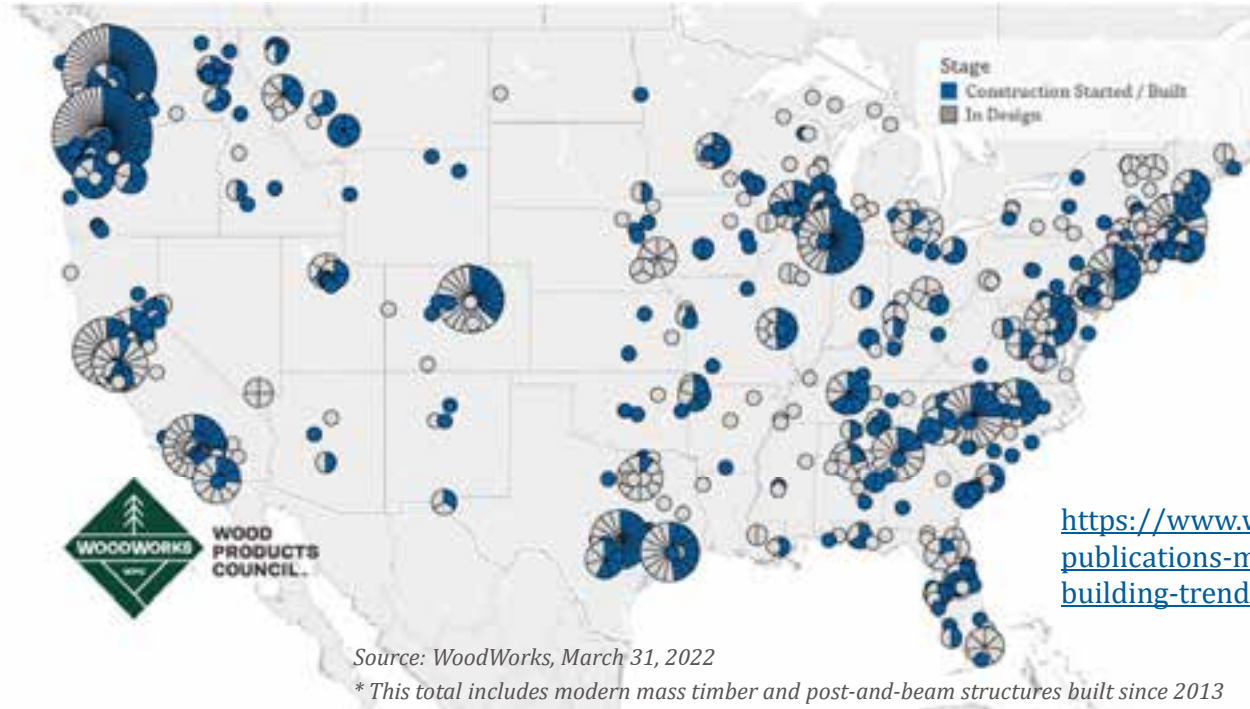 Stage
Construction Started / Built
In Design
WOODWORKS
WPC
WOOD
PRODUCTS
COUNCIL
https://www.w
publications-m
building-trend
Source: WoodWorks, March 31, 2022
* This total includes modern mass timber and post-and-beam structures built since 2013